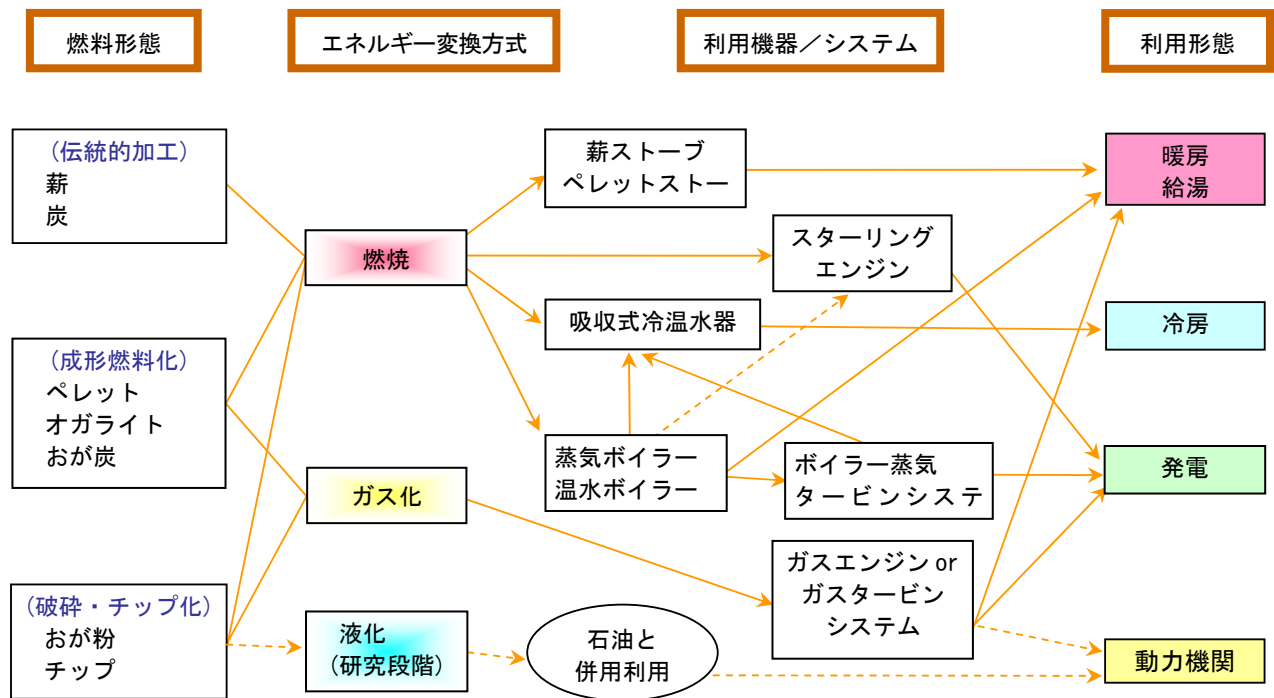 燃料形態
エネルギー変換方式
利用機器／システム
利用形態
（伝統的加工）
薪
炭
（成形燃料化）
ペレット
オガライト
おが炭
（破砕・チップ化）
おが粉
チップ
燃焼
ガス化
液化
（研究段階）
薪ストーブ
ペレットストー
スターリング
エンジン
吸収式冷温水器
蒸気ボイラー
温水ボイラー
ボイラー蒸気
タービンシステ
ガスエンジン or
ガスタービン
システム
石油と
併用利用
暖房
給湯
冷房
発電
動力機関